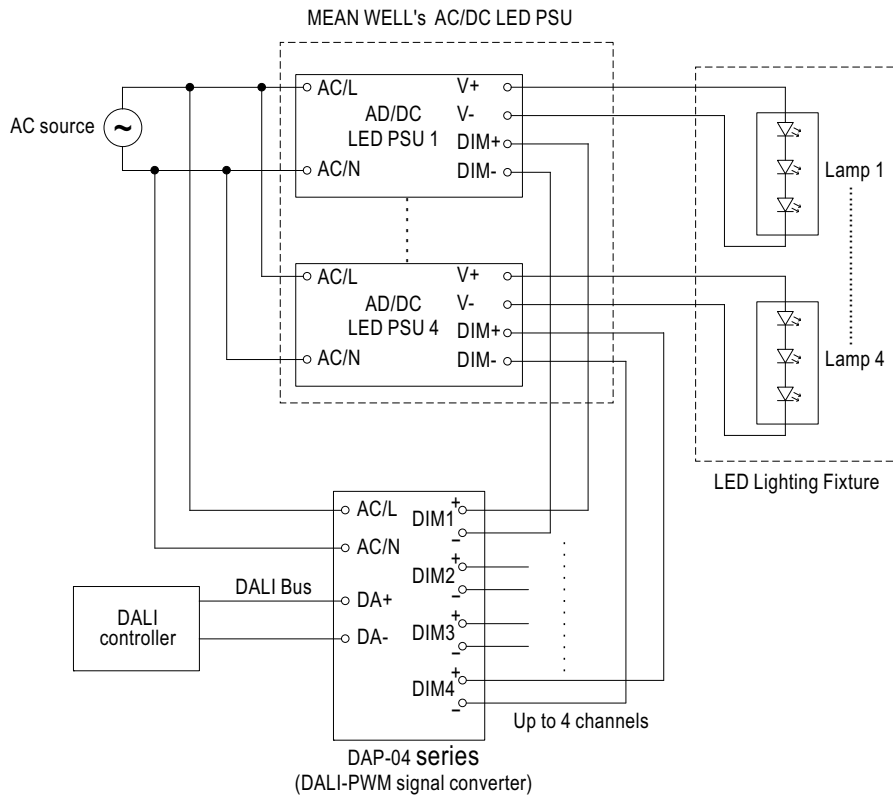 MEAN WELL's AC/DC LED PSU
AC source
~
AC/L
AD/DC
LED PSU 1
AC/N
V+
V-
DIM+
DIM-
Lamp 1
AC/L
AD/DC
LED PSU 4
AC/N
V+
V-
DIM+
DIM-
Lamp 4
LED Lighting Fixture
AC/L
AC/N
DA+
DA-
+
DIM1
-
+
DIM2
-
+
DIM3
-
+
DIM4
-
DALI Bus
DALI
controller
Up to 4 channels
DAP-04 series
(DALI-PWM signal converter)